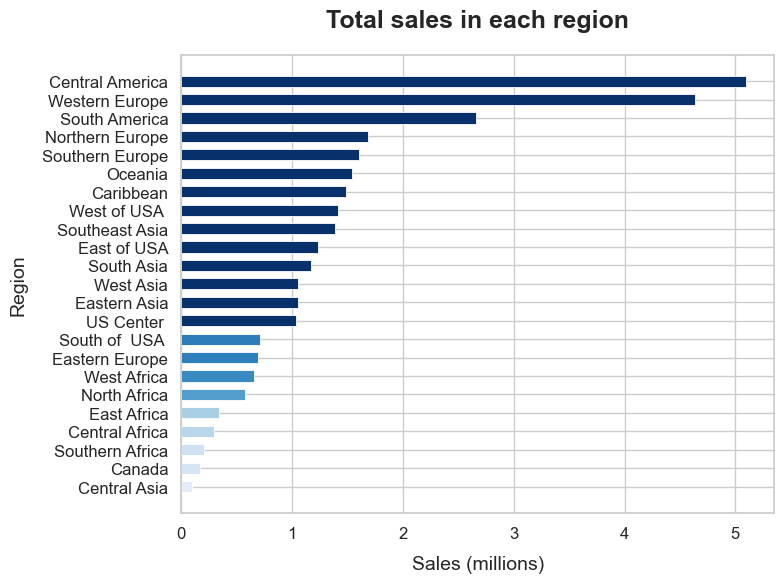 Total sales in each region
Region
Central America
Western Europe
South America
Northern Europe
Southern Europe
Oceania
Caribbean
West of USA
Southeast Asia
East of USA
South Asia
West Asia
Eastern Asia
US Center
South of  USA
Eastern Europe
West Africa
North Africa
East Africa
Central Africa
Southern Africa
Canada
Central Asia
0 1 2 3 4 5
Sales (millions)